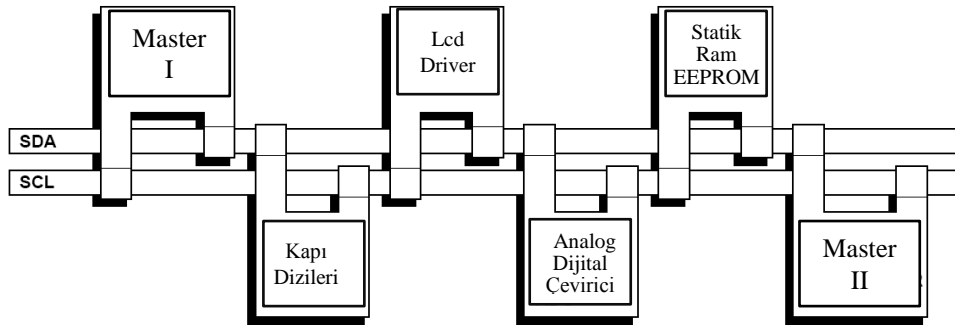 Master
I
Lcd
Driver
Statik
Ram
EEPROM
SDA
SCL
Kapı
Dizileri
Analog
Dijital
Çevirici
Master
II